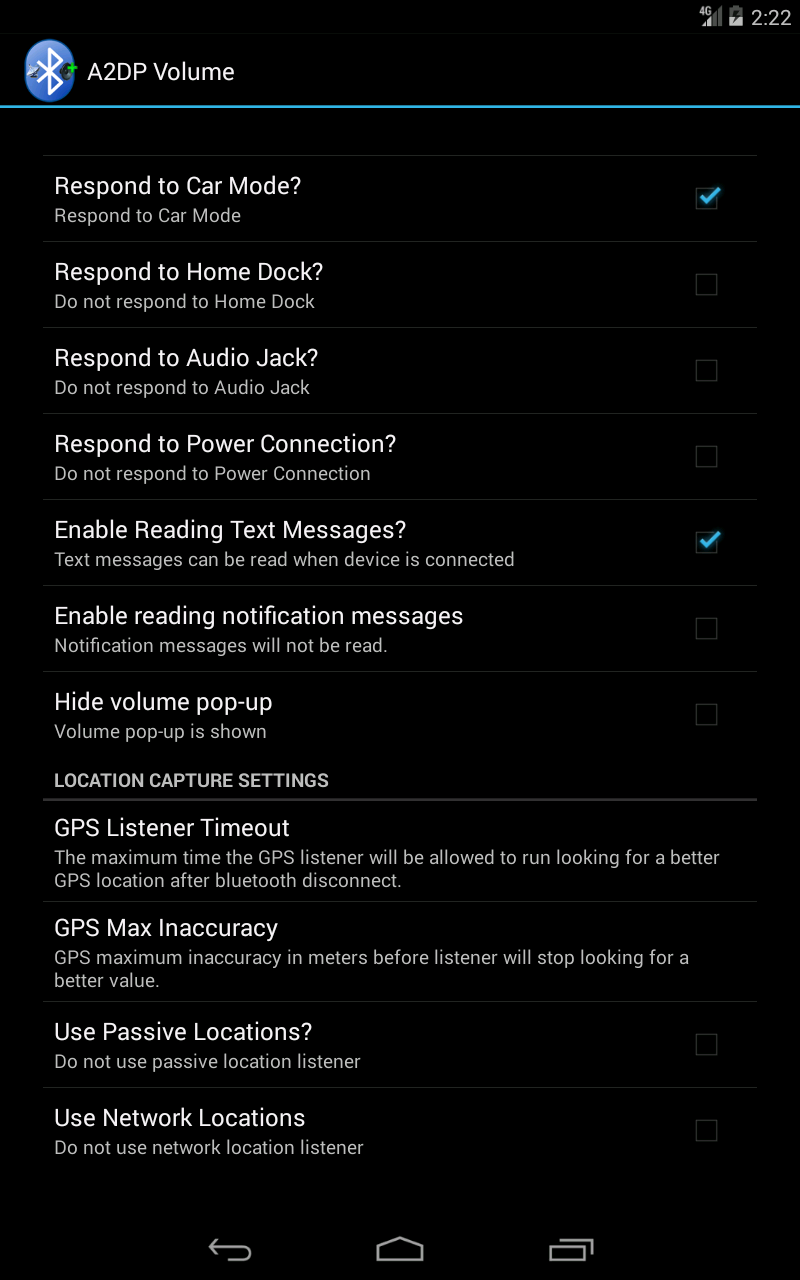 4G 2:22
A2DP Volume
Respond to Car Mode?
Respond to Car Mode
Respond to Home Dock?
Do not respond to Home Dock
Respond to Audio Jack?
Do not respond to Audio Jack
Respond to Power Connection?
Do not respond to Power Connection
Enable Reading Text Messages?
Text messages can be read when device is connected
Enable reading notification messages
Notification messages will not be read.
Hide volume pop-up
Volume pop-up is shown
LOCATION CAPTURE SETTINGS
GPS Listener Timeout
The maximum time the GPS listener will be allowed to run looking for a better
GPS location after bluetooth disconnect.
GPS Max Inaccuracy
GPS maximum inaccuracy in meters before listener will stop looking for a
better value.
Use Passive Locations?
Do not use passive location listener
Use Network Locations
Do not use network location listener